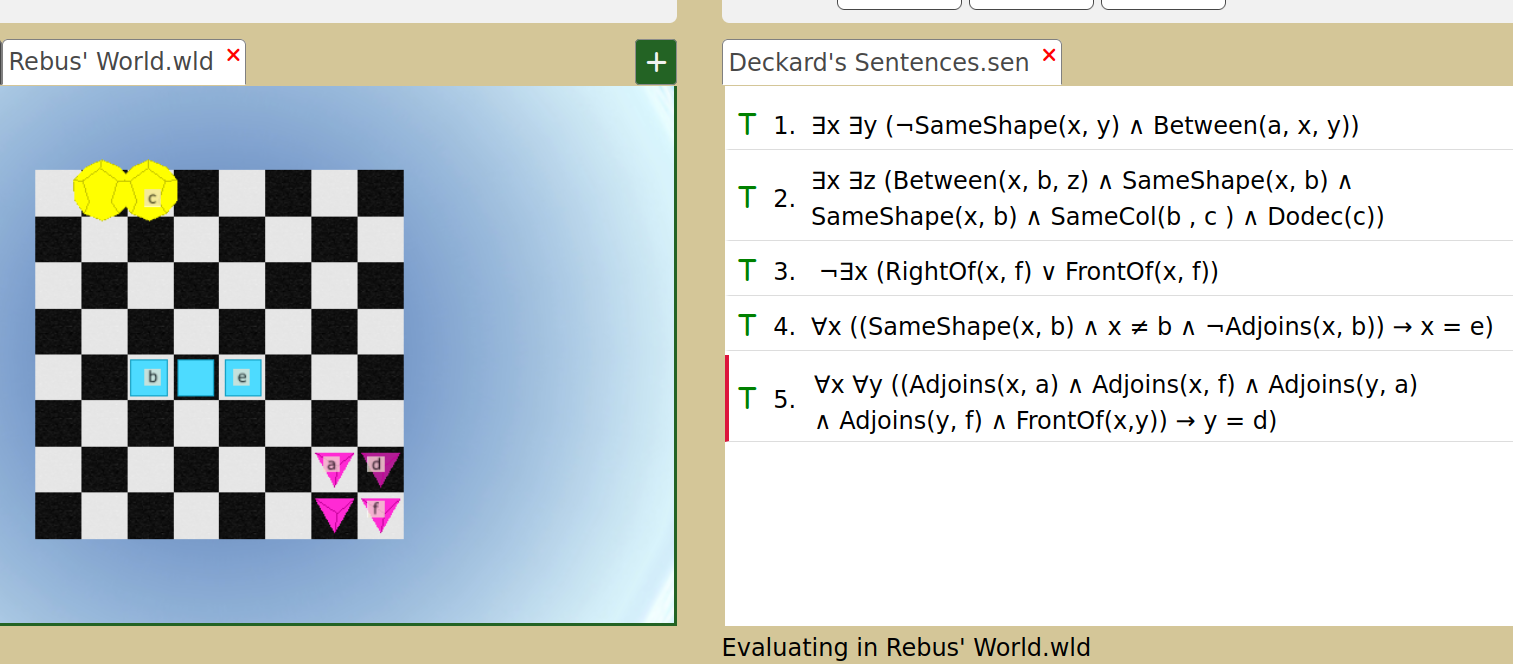 Rebus' World.wld ×
+
Deckard's Sentences.sen ×
c
b
e
a
d
f
T 1. ∃x ∃y (¬SameShape(x, y) ∧ Between(a, x, y))
T 2. ∃x ∃z (Between(x, b, z) ∧ SameShape(x, b) ∧
SameShape(x, b) ∧ SameCol(b , c ) ∧ Dodec(c))
T 3. ¬∃x (RightOf(x, f) ∨ FrontOf(x, f))
T 4. ∀x ((SameShape(x, b) ∧ x ≠ b ∧ ¬Adjoins(x, b)) → x = e)
T 5. ∀x ∀y ((Adjoins(x, a) ∧ Adjoins(x, f) ∧ Adjoins(y, a)
∧ Adjoins(y, f) ∧ FrontOf(x,y)) → y = d)
Evaluating in Rebus' World.wld